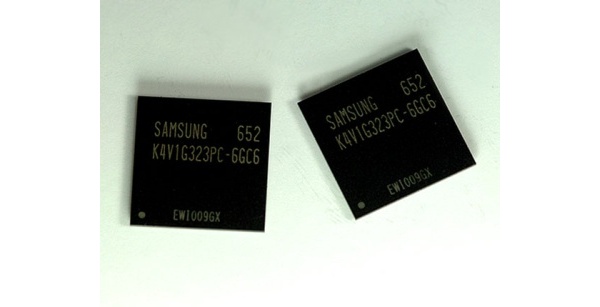 SAMSUNG 652
K4V1G323PC-6GC6
EWI009GX
SAMSUNG 652
K4V1G323PC-6GC6
EWI009GX